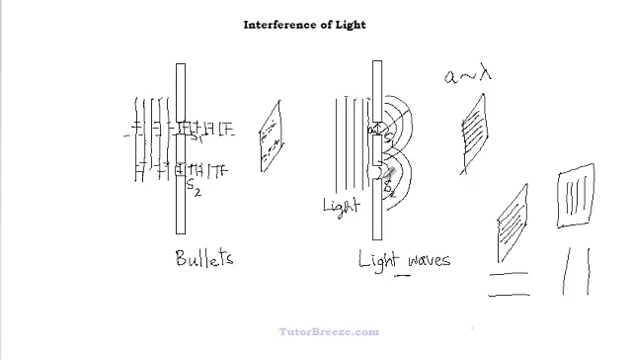 Interference of Light
a~λ
S1
S1
a
S2
S2
Light
Bullets
Light waves
TutorBreeze.com